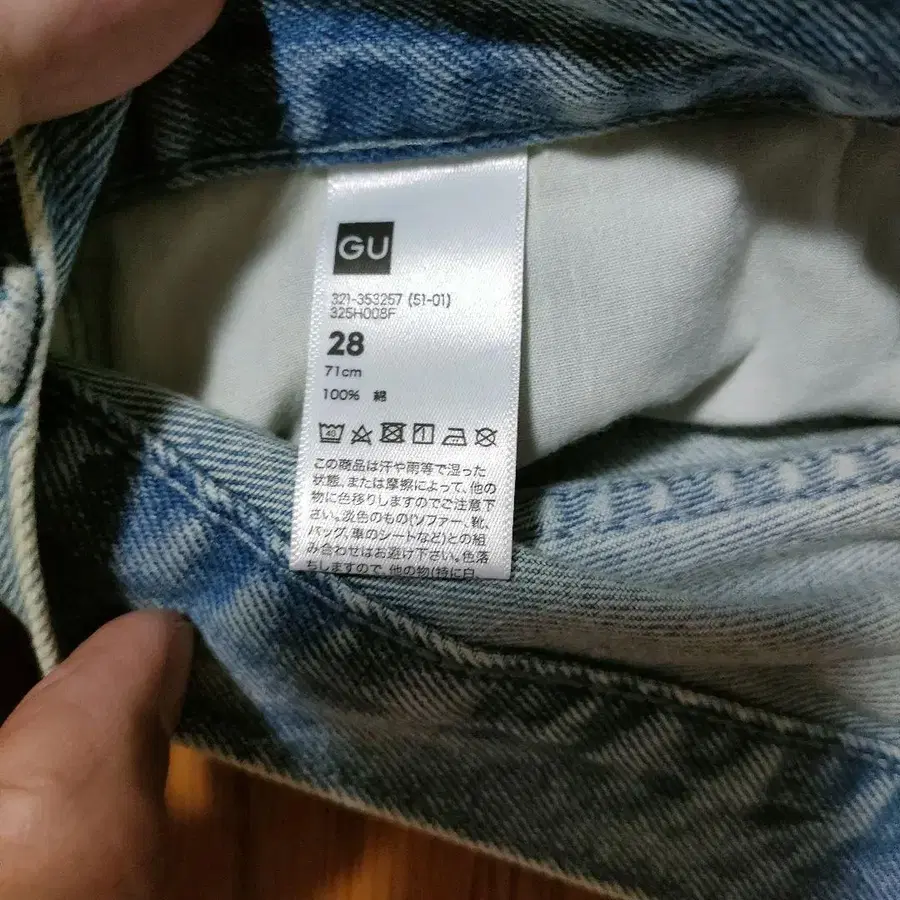 GU
321-353257 (51-01)
325H008F
28
71cm
100% 綿
40
この商品は汗や雨等で湿った
状態、または摩擦によって、他の
物に色移りしますのでご注意下
さい。淡色のもの(ソファー、靴、
バッグ、車のシートなど)との組
み合わせはお避け下さい。色落
ちしますので、他の物(特に白